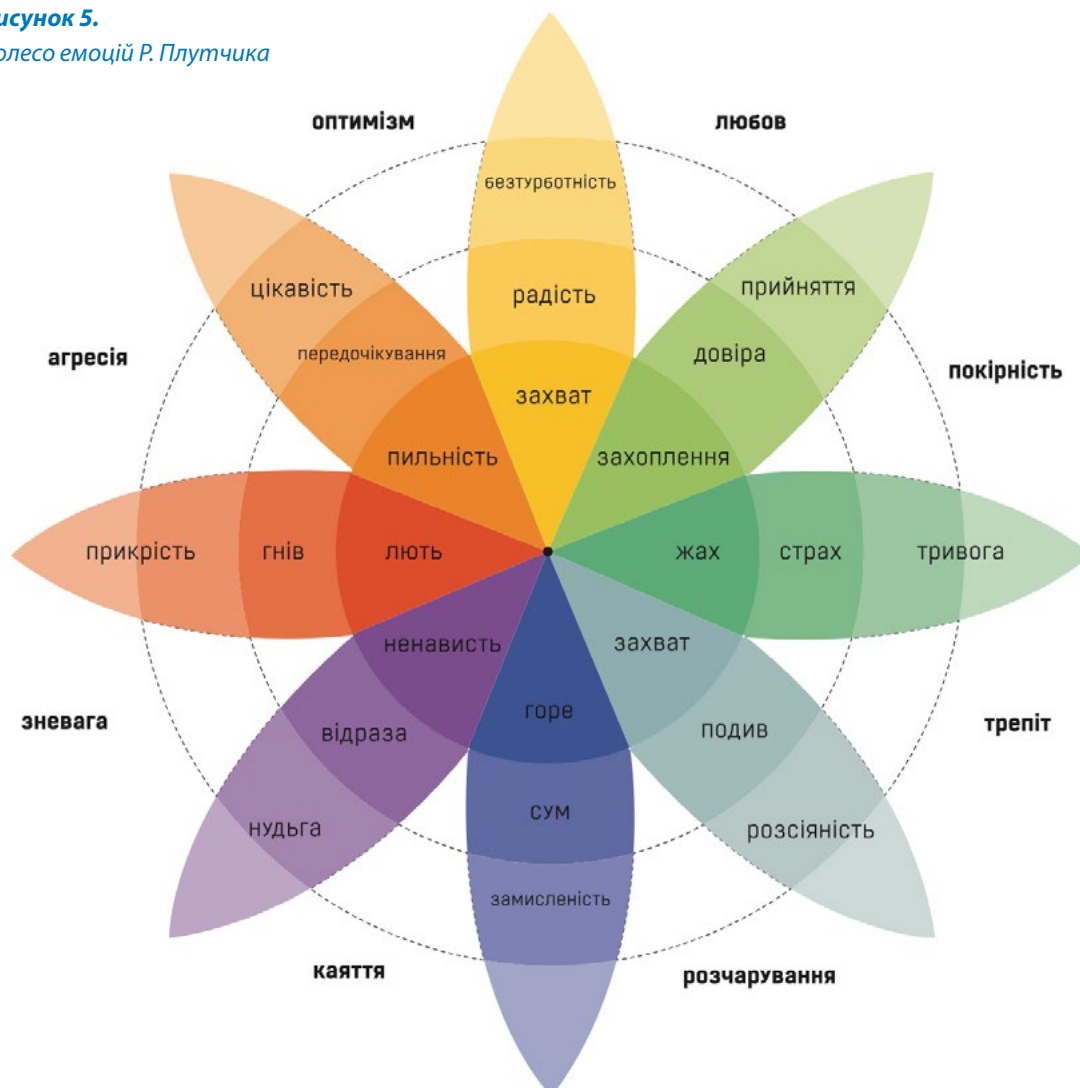 исунок 5.
олесо емоцій Р. Плутчика
оптимізм
любов
безтурботність
цікавість
прийняття
радість
передочікування
довіра
агресія
покірність
захват
пильність
захоплення
прикрість
гнів
лють
жах
страх
тривога
ненависть
захват
зневага
відраза
горе
подив
трепіт
нудьга
сум
розсіяність
замисленість
каяття
розчарування